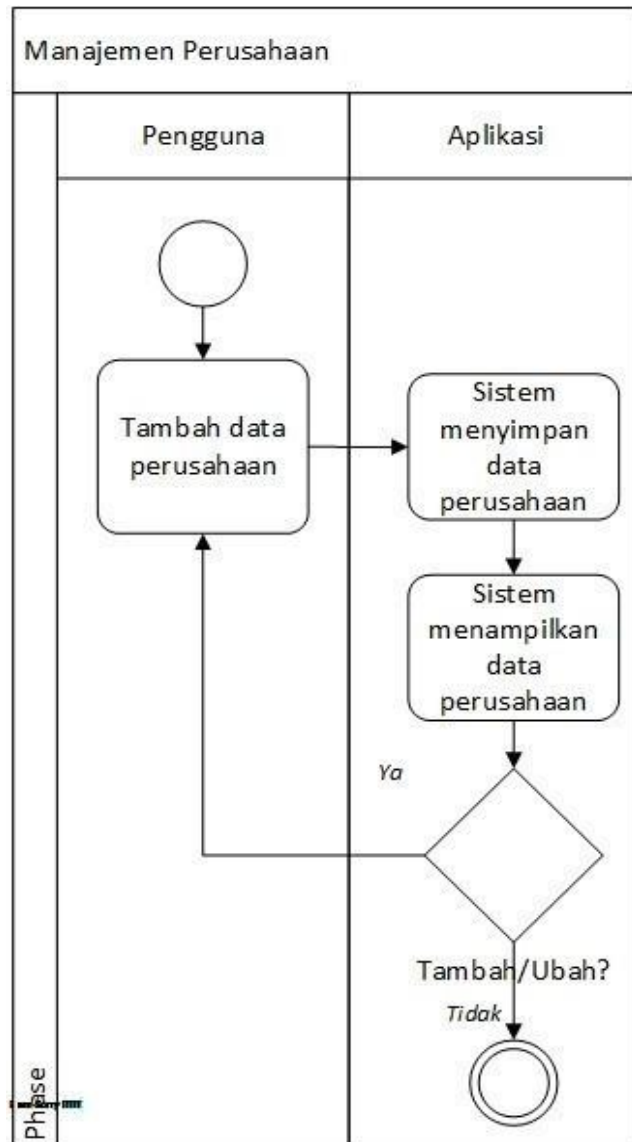 Manajemen Perusahaan
Pengguna
Aplikasi
Tambah data
perusahaan
Sistem
menyimpan
data
perusahaan
Sistem
menampilkan
data
perusahaan
Ya
Tambah/Ubah?
Tidak
Phase